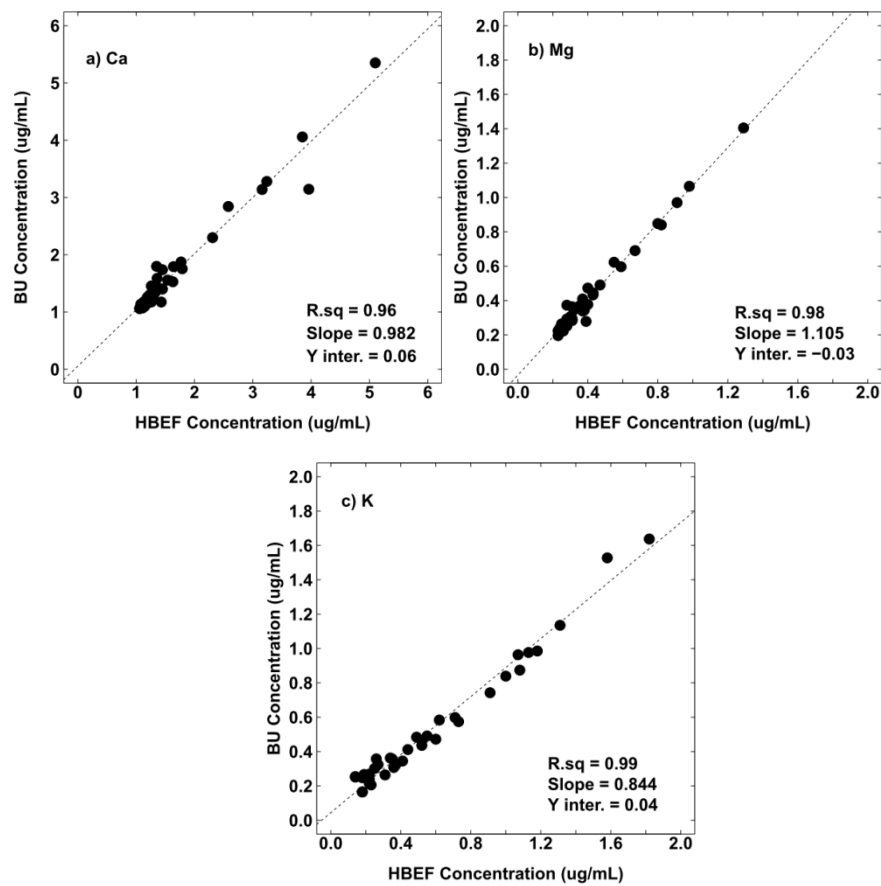 a) Ca
BU Concentration (ug/mL)
6
5
4
3
2
1
0
R.sq = 0.96
Slope = 0.982
Y inter. = 0.06
0 1 2 3 4 5 6
HBEF Concentration (ug/mL)
b) Mg
BU Concentration (ug/mL)
2.0
1.8
1.6
1.4
1.2
1.0
0.8
0.6
0.4
0.2
0.0
R.sq = 0.98
Slope = 1.105
Y inter. = −0.03
0.0 0.4 0.8 1.2 1.6 2.0
HBEF Concentration (ug/mL)
c) K
BU Concentration (ug/mL)
2.0
1.8
1.6
1.4
1.2
1.0
0.8
0.6
0.4
0.2
0.0
R.sq = 0.99
Slope = 0.844
Y inter. = 0.04
0.0 0.4 0.8 1.2 1.6 2.0
HBEF Concentration (ug/mL)